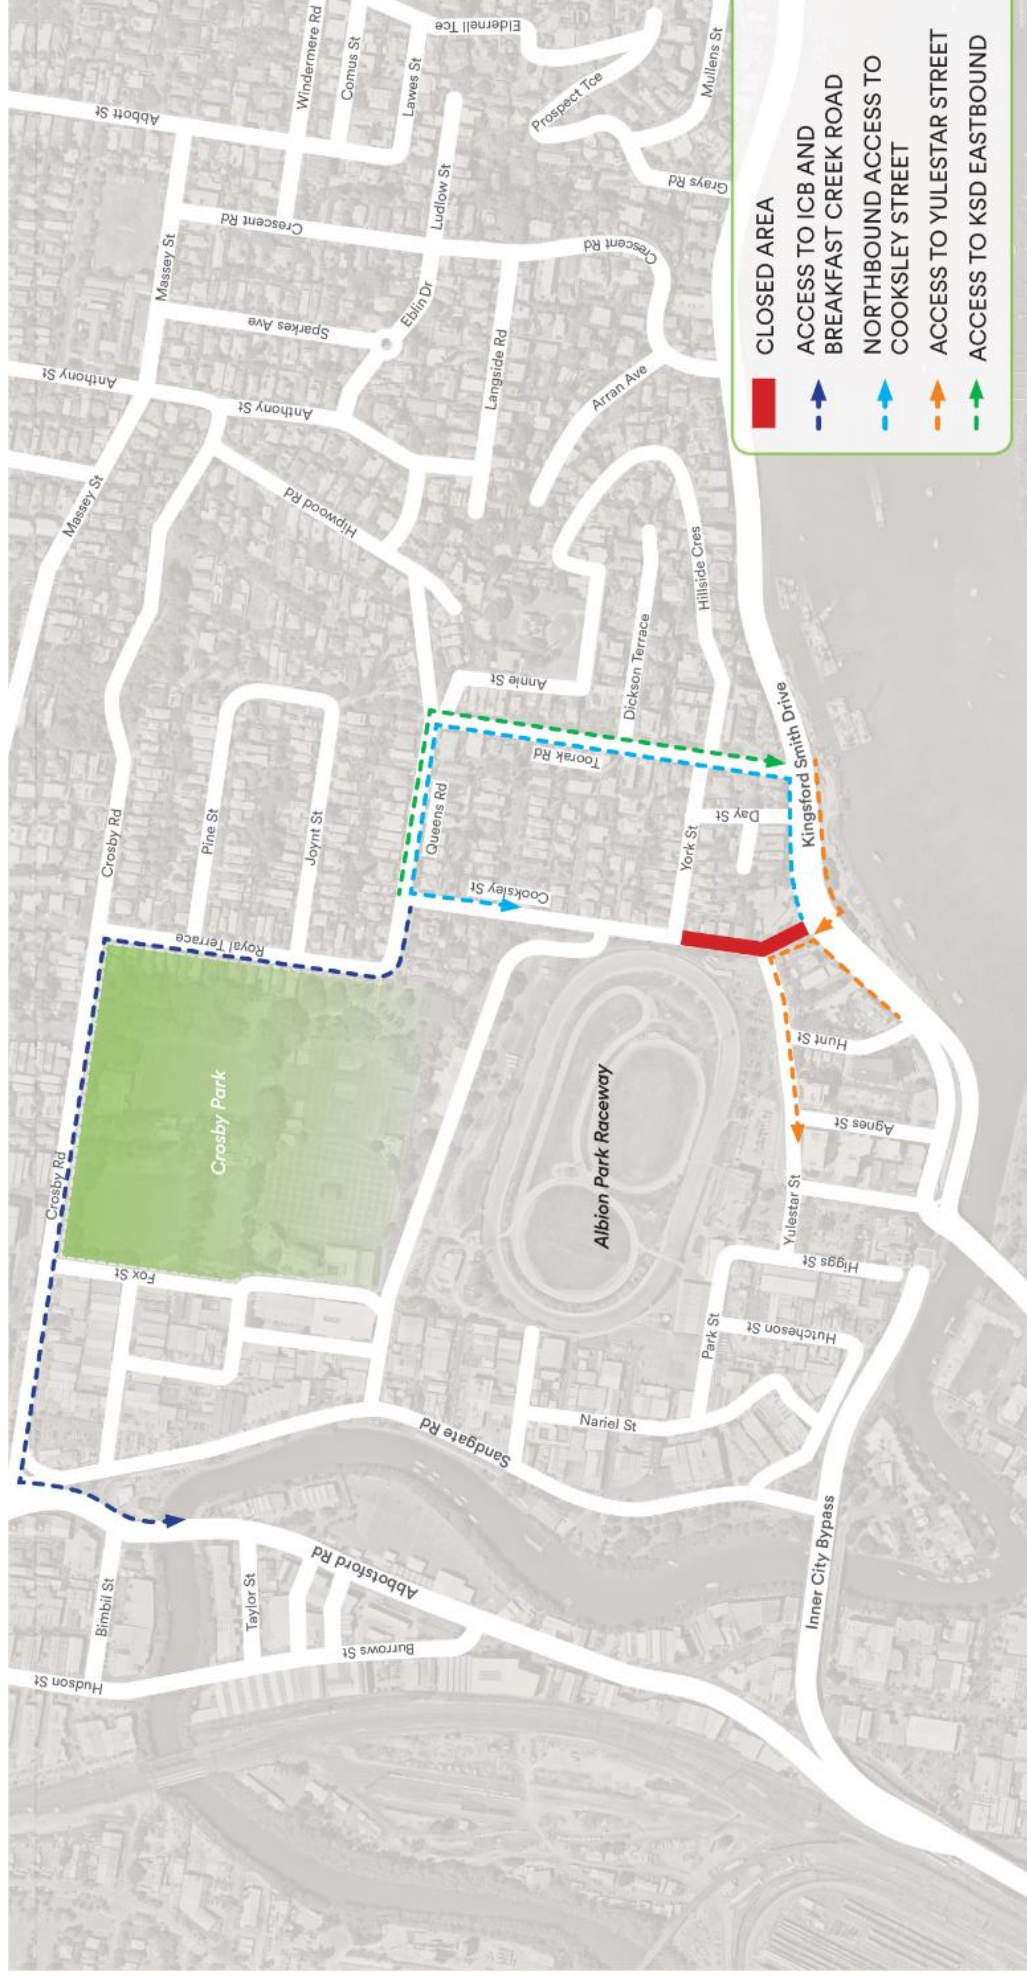 Abbott St
Windermere Rd
Comus St
Lawes St
Eldernell Tce
Prospect Tce
Mullens St
Grays Rd
Massey St
Crescent Rd
Ludlow St
Crescent Rd
Sparkes Ave
Eblin Dr
Langside Rd
Arran Ave
Anthony St
Anthony St
Massey St
Hipwood Rd
Hillside Cres
Annie St
Dickson Terrace
Toorak Rd
Kingsford Smith Drive
Crosby Rd
Pine St
Joynt St
Queens Rd
York St
Day St
Cooksley St
Royal Terrace
Crosby Rd
Crosby Park
Fox St
Albion Park Raceway
Hunt St
Agnes St
Yulestar St
Higgs St
Park St
Hutcheson St
Nariel St
Sandgate Rd
Inner City Bypass
Abbotsford Rd
Bimbil St
Taylor St
Burrows St
Hudson St
CLOSED AREA
ACCESS TO ICB AND
BREAKFAST CREEK ROAD
NORTHBOUND ACCESS TO
COOKSLEY STREET
ACCESS TO YULESTAR STREET
ACCESS TO KSD EASTBOUND